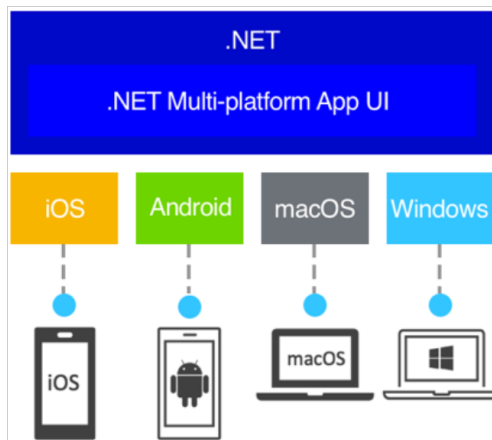 .NET
.NET Multi-platform App UI
iOS
Android
macOS
Windows
iOS
macOS